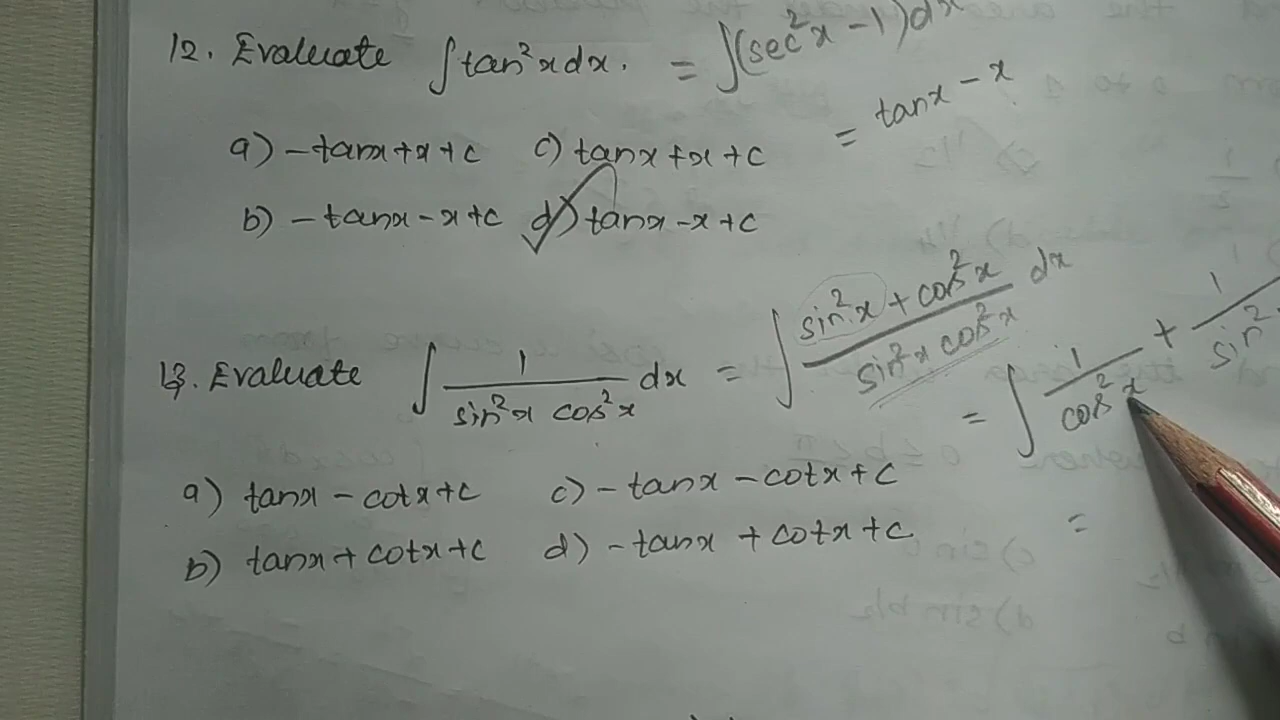 12. Evaluate ∫tan²x dx. = ∫(sec²x − 1)dx
= tanx − x
a) −tanx+x+c c) tanx+x+c
b) −tanx−x+c d) tanx−x+c
13. Evaluate ∫ 1/(sin²x cos²x) dx = ∫ (sin²x + cos²x)/(sin²x cos²x) dx
= ∫ 1/cos²x + 1/sin²
a) tanx − cotx+c c) −tanx − cotx+c
b) tanx + cotx+c d) −tanx + cotx+c
=